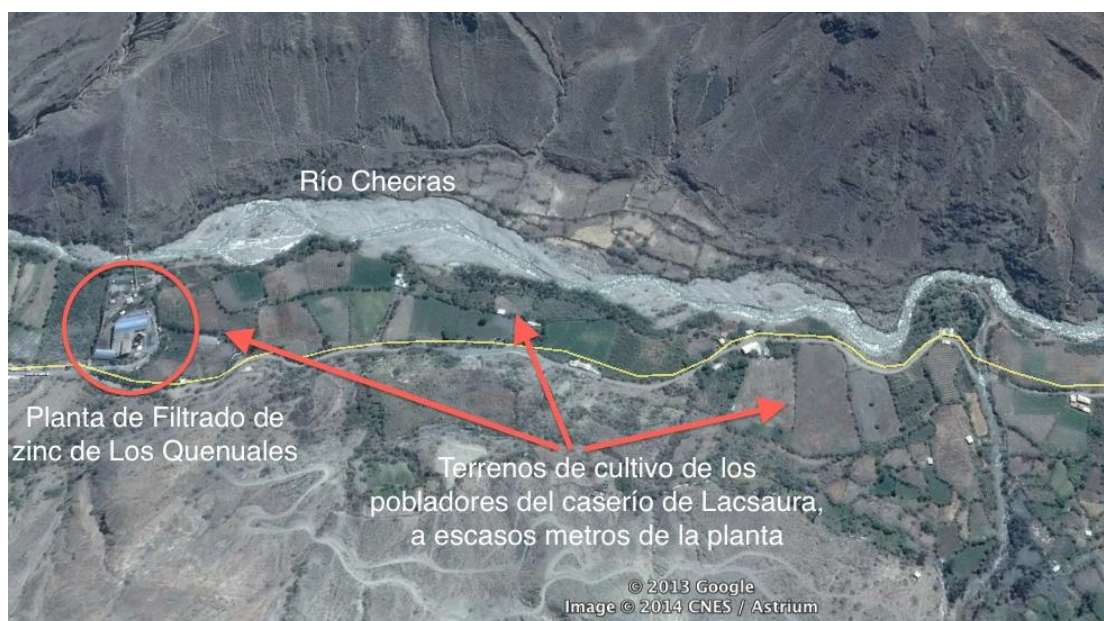 Río Checras
Planta de Filtrado de
zinc de Los Quenuales
Terrenos de cultivo de los
pobladores del caserío de Lacsaura,
a escasos metros de la planta
© 2013 Google
Image © 2014 CNES / Astrium